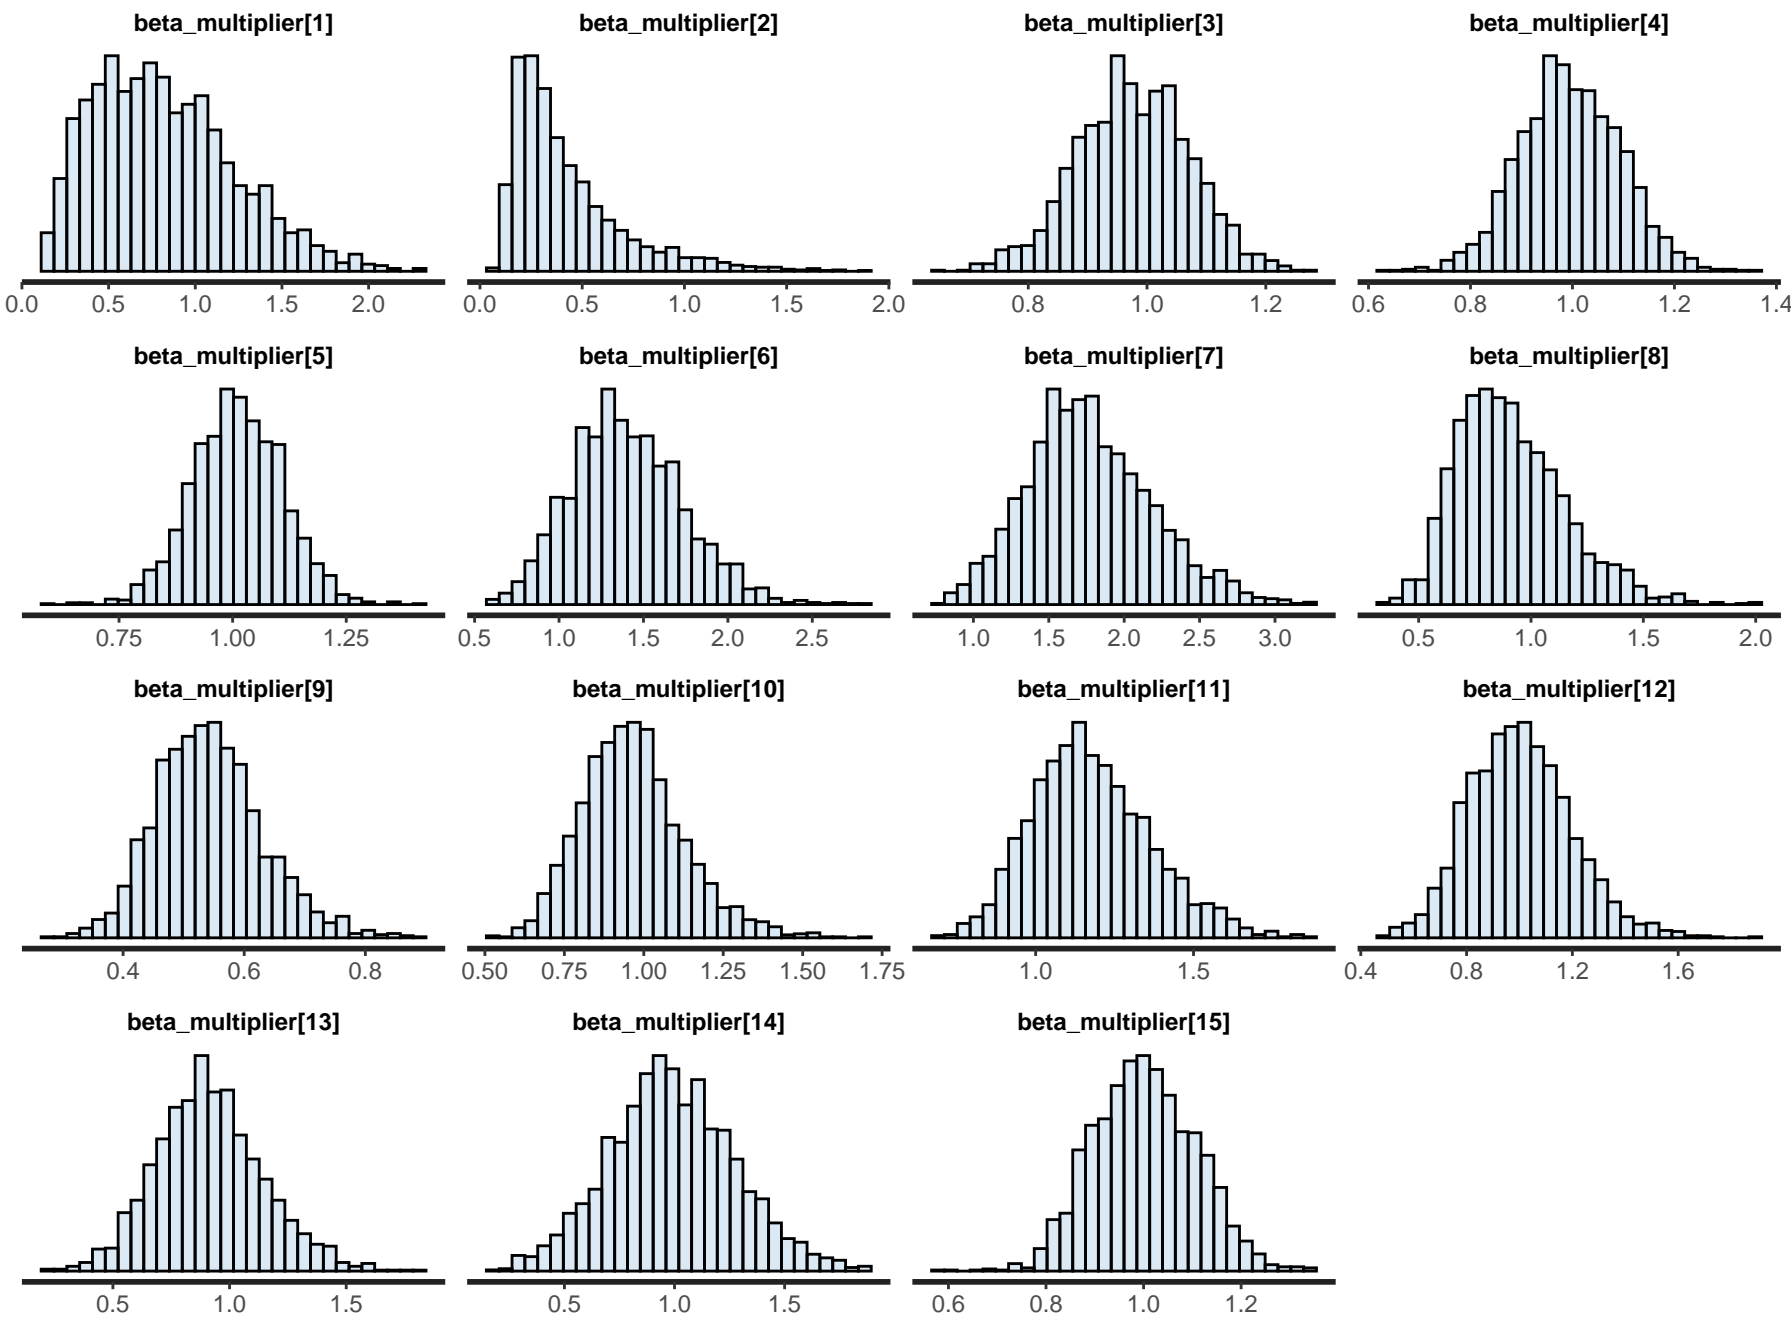 beta_multiplier[1] beta_multiplier[2] beta_multiplier[3] beta_multiplier[4]
0.0 0.5 1.0 1.5 2.0 0.0 0.5 1.0 1.5 2.0 0.8 1.0 1.2 0.6 0.8 1.0 1.2 1.4
beta_multiplier[5] beta_multiplier[6] beta_multiplier[7] beta_multiplier[8]
0.75 1.00 1.25 0.5 1.0 1.5 2.0 2.5 1.0 1.5 2.0 2.5 3.0 0.5 1.0 1.5 2.0
beta_multiplier[9] beta_multiplier[10] beta_multiplier[11] beta_multiplier[12]
0.4 0.6 0.8 0.50 0.75 1.00 1.25 1.50 1.75 1.0 1.5 0.4 0.8 1.2 1.6
beta_multiplier[13] beta_multiplier[14] beta_multiplier[15]
0.5 1.0 1.5 0.5 1.0 1.5 0.6 0.8 1.0 1.2